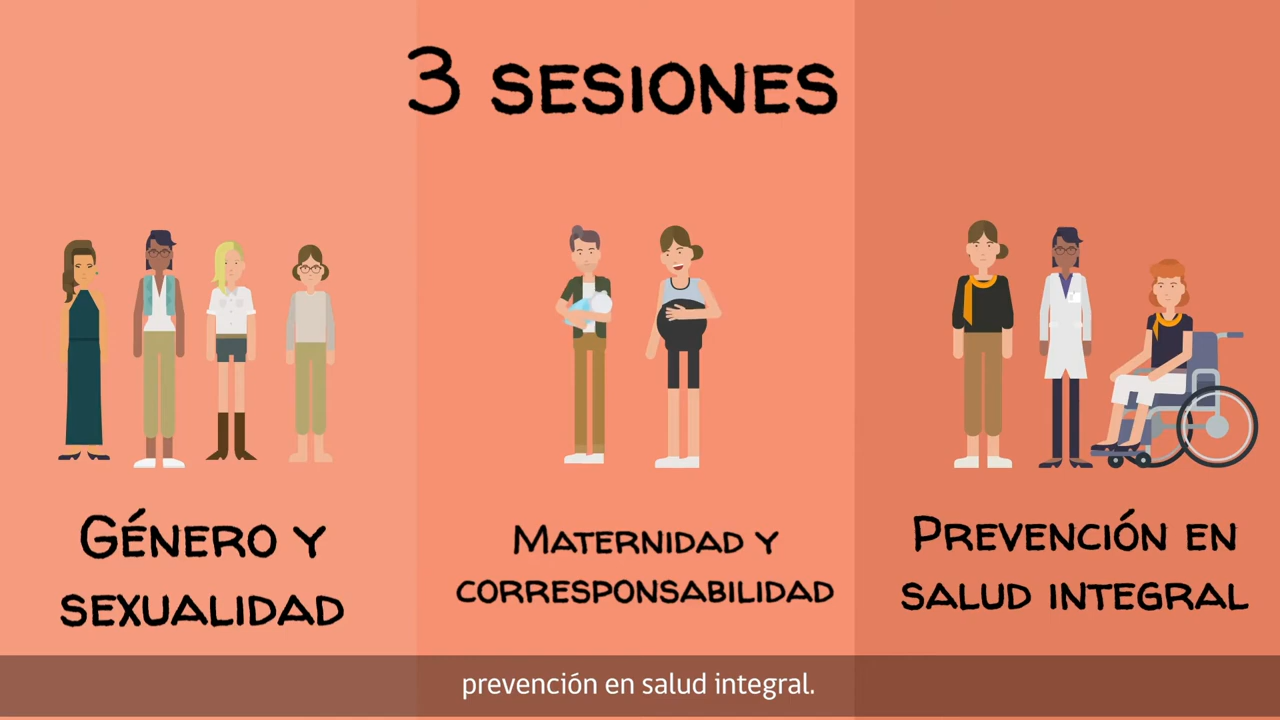 3 SESIONES
GÉNERO Y
SEXUALIDAD
MATERNIDAD Y
CORRESPONSABILIDAD
PREVENCIÓN EN
SALUD INTEGRAL
prevención en salud integral.